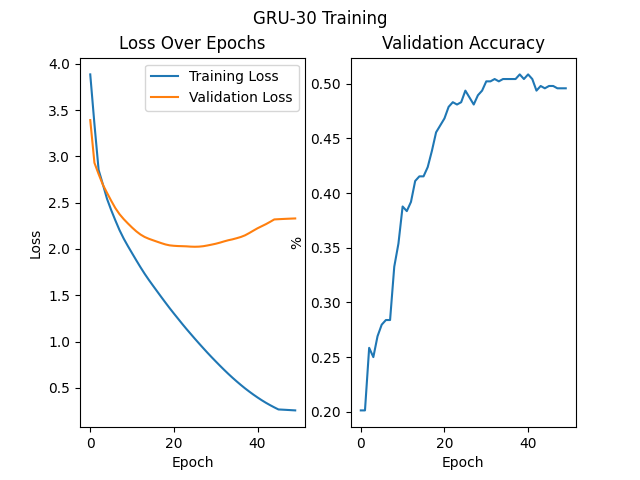 GRU-30 Training
Loss Over Epochs
Training Loss
Validation Loss
4.0
3.5
3.0
2.5
2.0
1.5
1.0
0.5
Loss
0 20 40
Epoch
Validation Accuracy
0.50
0.45
0.40
0.35
0.30
0.25
0.20
%
0 20 40
Epoch